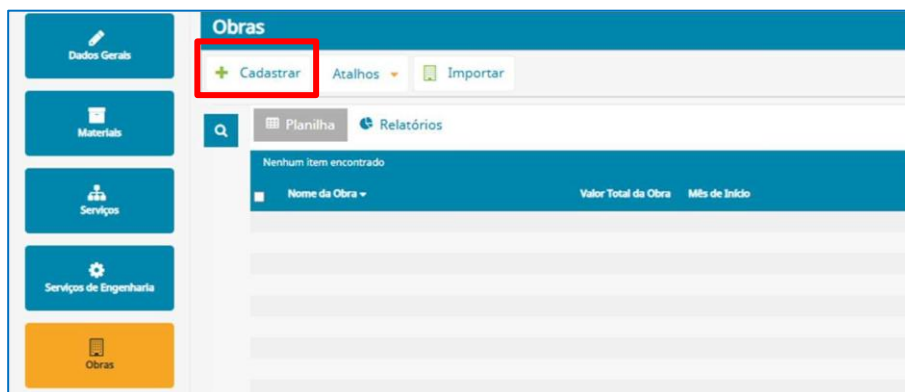 Dados Gerais
Materiais
Serviços
Serviços de Engenharia
Obras
Obras
Cadastrar Atalhos Importar
Planilha Relatórios
Nenhum item encontrado
Nome da Obra Valor Total da Obra Mês de Início